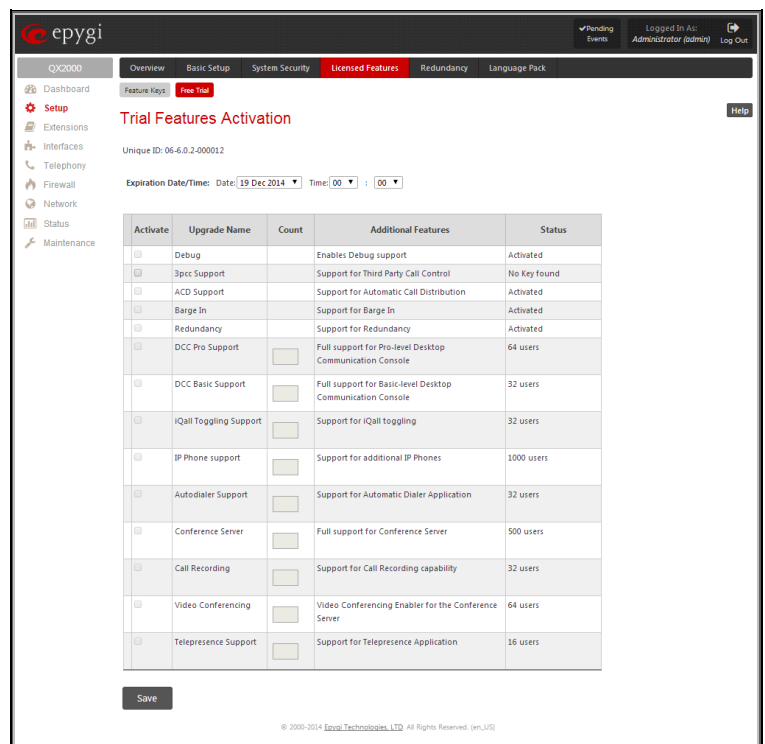 epygi
Pending Events
Logged In As:
Administrator (admin)
Log Out
QX2000
Overview Basic Setup System Security Licensed Features Redundancy Language Pack
Dashboard
Setup
Extensions
Interfaces
Telephony
Firewall
Network
Status
Maintenance
Feature Keys Free Trial
Help
Trial Features Activation
Unique ID: 06-6.0.2-000012
Expiration Date/Time: Date: 19 Dec 2014 Time: 00 : 00
Activate Upgrade Name Count Additional Features Status
Debug Enables Debug support Activated
3pcc Support Support for Third Party Call Control No Key found
ACD Support Support for Automatic Call Distribution Activated
Barge In Support for Barge In Activated
Redundancy Support for Redundancy Activated
DCC Pro Support Full support for Pro-level Desktop Communication Console 64 users
DCC Basic Support Full support for Basic-level Desktop Communication Console 32 users
iQall Toggling Support Support for iQall toggling 32 users
IP Phone support Support for additional IP Phones 1000 users
Autodialer Support Support for Automatic Dialer Application 32 users
Conference Server Full support for Conference Server 500 users
Call Recording Support for Call Recording capability 32 users
Video Conferencing Video Conferencing Enabler for the Conference Server 64 users
Telepresence Support Support for Telepresence Application 16 users
Save
© 2000-2014 Epygi Technologies, LTD. All Rights Reserved. (en_US)